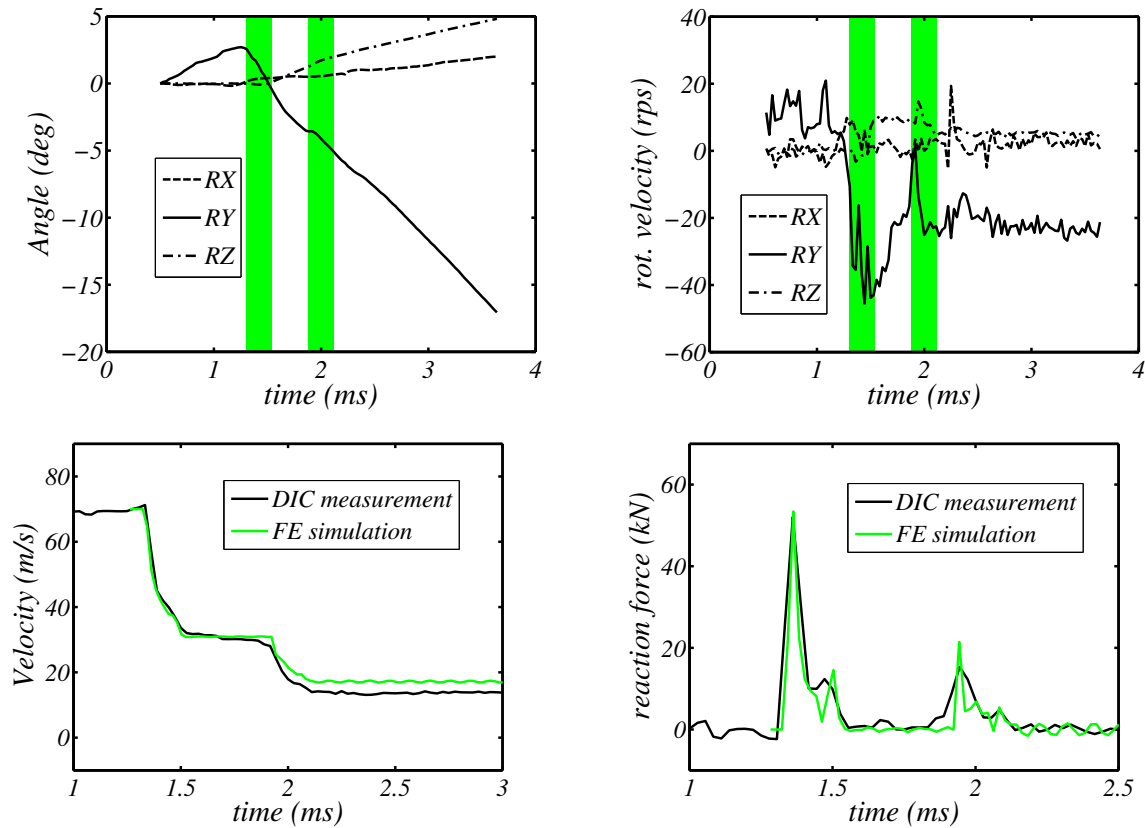 5
0
−5
−10
−15
−20
0
1
2
3
4
Angle (deg)
time (ms)
RX
RY
RZ
40
20
0
−20
−40
−60
0
1
2
3
4
rot. velocity (rps)
time (ms)
RX
RY
RZ
80
60
40
20
0
1
1.5
2
2.5
3
Velocity (m/s)
time (ms)
DIC measurement
FE simulation
60
40
20
0
1
1.5
2
2.5
reaction force (kN)
time (ms)
DIC measurement
FE simulation